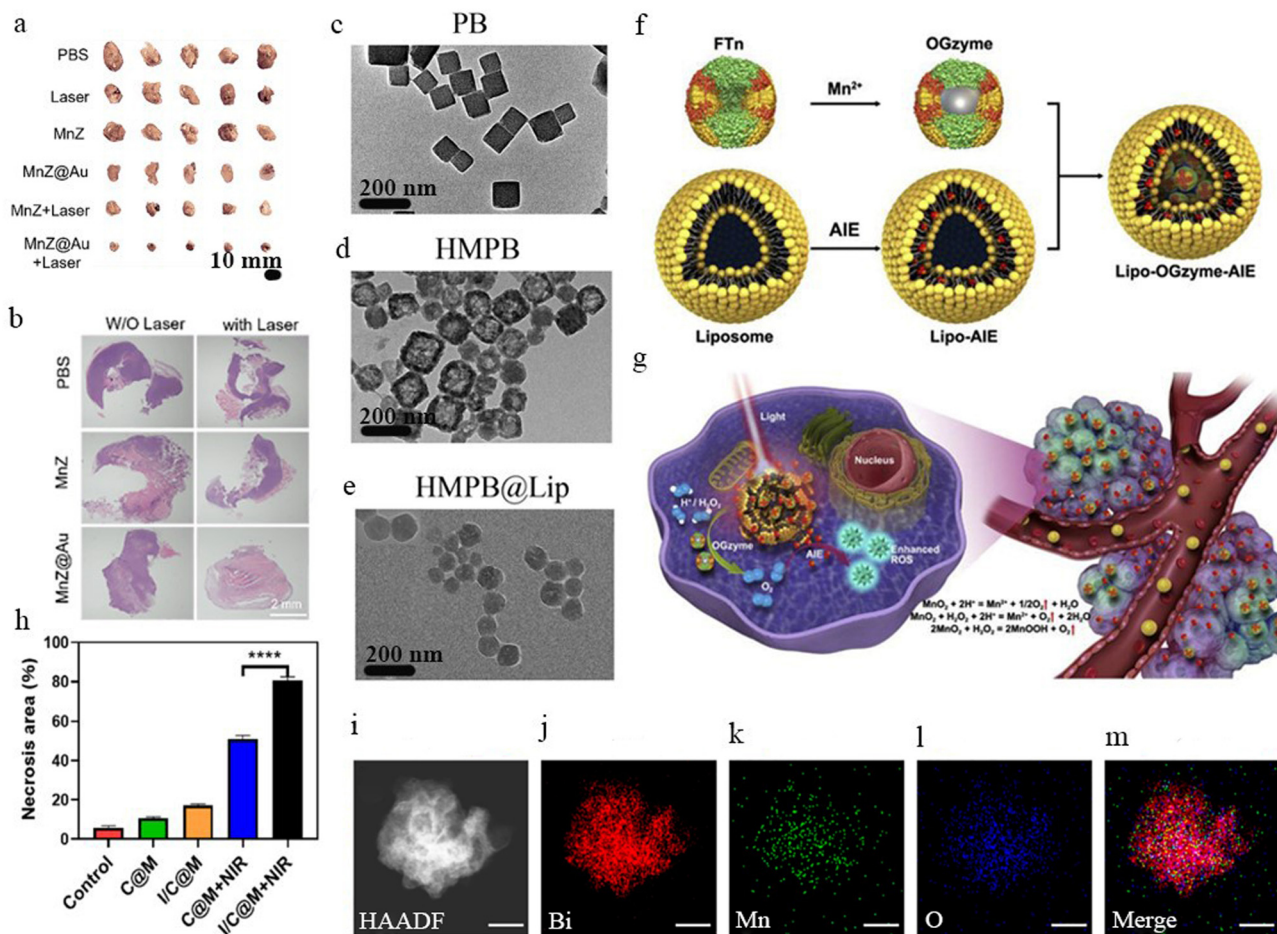 a
PBS
Laser
MnZ
MnZ@Au
MnZ+Laser
MnZ@Au
+Laser
10 mm
b
W/O Laser
with Laser
PBS
MnZ
MnZ@Au
2 mm
c
PB
200 nm
d
HMPB
200 nm
e
HMPB@Lip
200 nm
f
FTn
OGzyme
Mn²⁺
AIE
Liposome
Lipo-AIE
Lipo-OGzyme-AIE
g
Light
Nucleus
H⁺ / H₂O₂
OGzyme
AIE
O₂
Enhanced
ROS
MnO₂ + 2H⁺ = Mn²⁺ + 1/2O₂↑ + H₂O
MnO₂ + H₂O₂ + 2H⁺ = Mn²⁺ + O₂↑ + 2H₂O
2MnO₂ + H₂O₂ = 2MnOOH + O₂↑
h
Necrosis area (%)
100
80
60
40
20
0
****
Control
C@M
I/C@M
C@M+NIR
I/C@M+NIR
i
HAADF
j
Bi
k
Mn
l
O
m
Merge